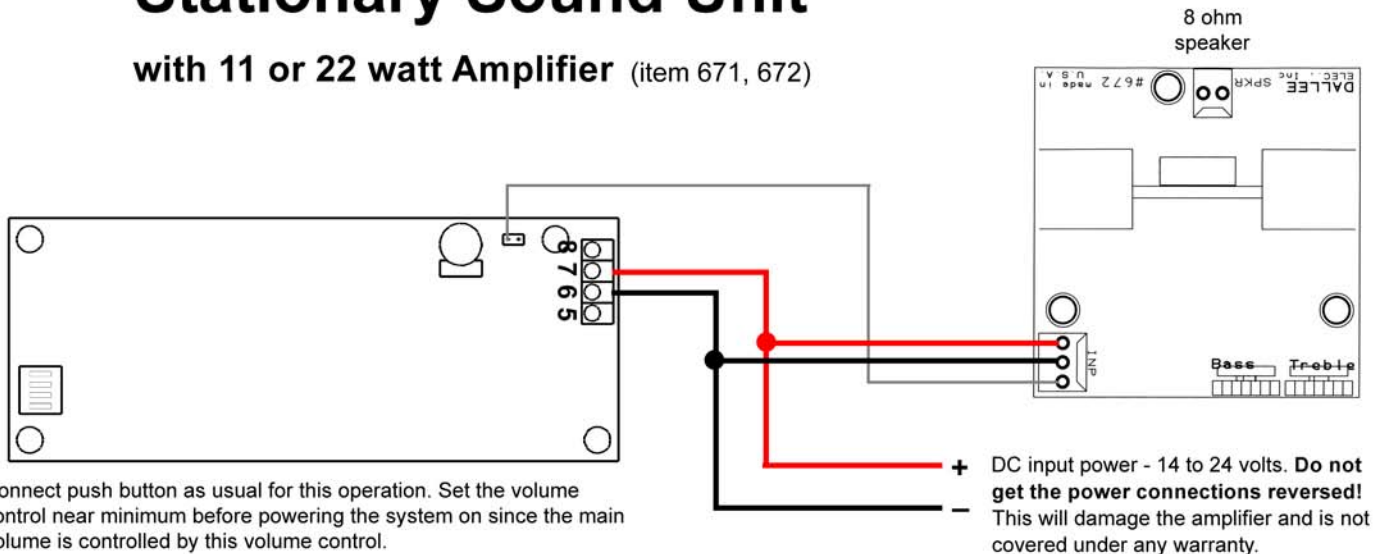 Stationary Sound Unit
with 11 or 22 watt Amplifier (item 671, 672)
8 ohm
speaker
DALLEE
ELEC., Inc
SPKR
#672
made in
U.S.A.
8
7
6
5
INP
Bass
Treble
onnect push button as usual for this operation. Set the volume
ontrol near minimum before powering the system on since the main
olume is controlled by this volume control.
+ DC input power - 14 to 24 volts. Do not
get the power connections reversed!
– This will damage the amplifier and is not
covered under any warranty.